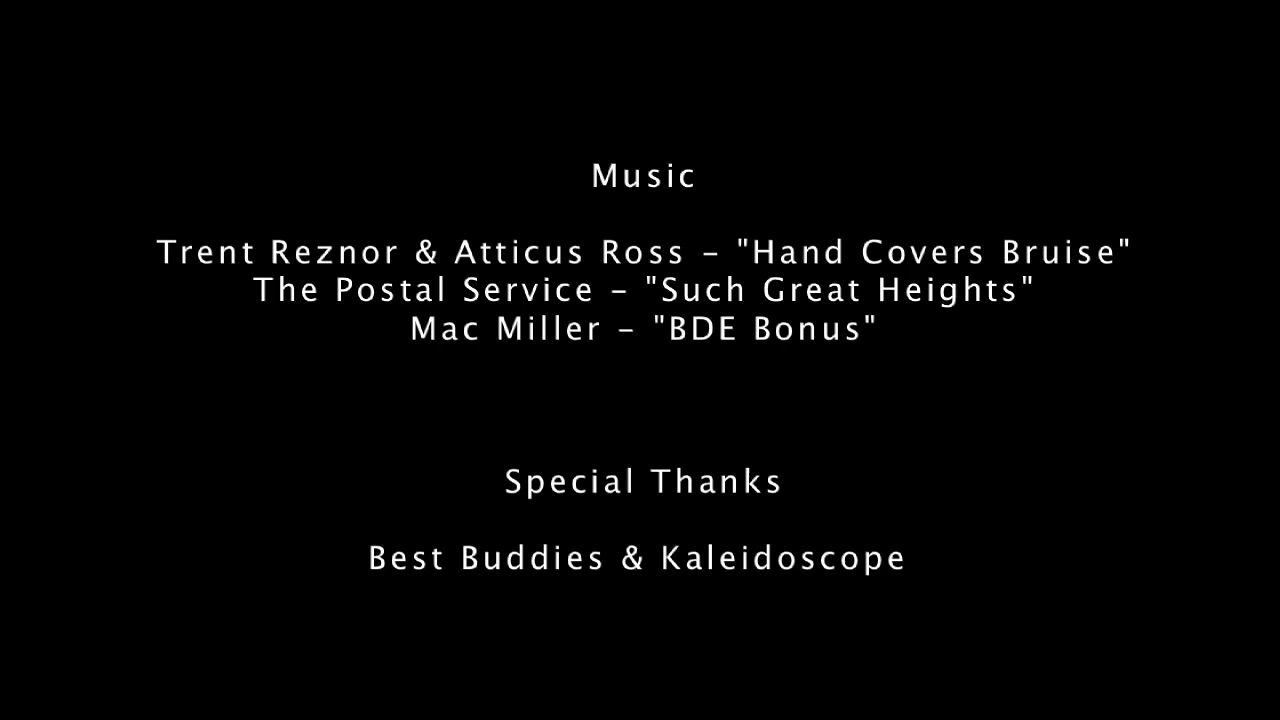 Music
Trent Reznor & Atticus Ross – "Hand Covers Bruise"
The Postal Service – "Such Great Heights"
Mac Miller – "BDE Bonus"
Special Thanks
Best Buddies & Kaleidoscope